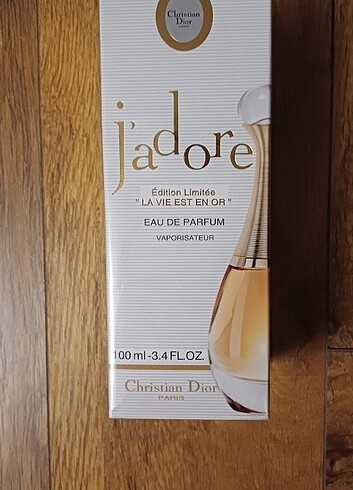 Christian
Dior
PARIS
j'adore
Édition Limitée
" LA VIE EST EN OR "
EAU DE PARFUM
VAPORISATEUR
100 ml-3.4 FL.OZ.
Christian Dior
PARIS